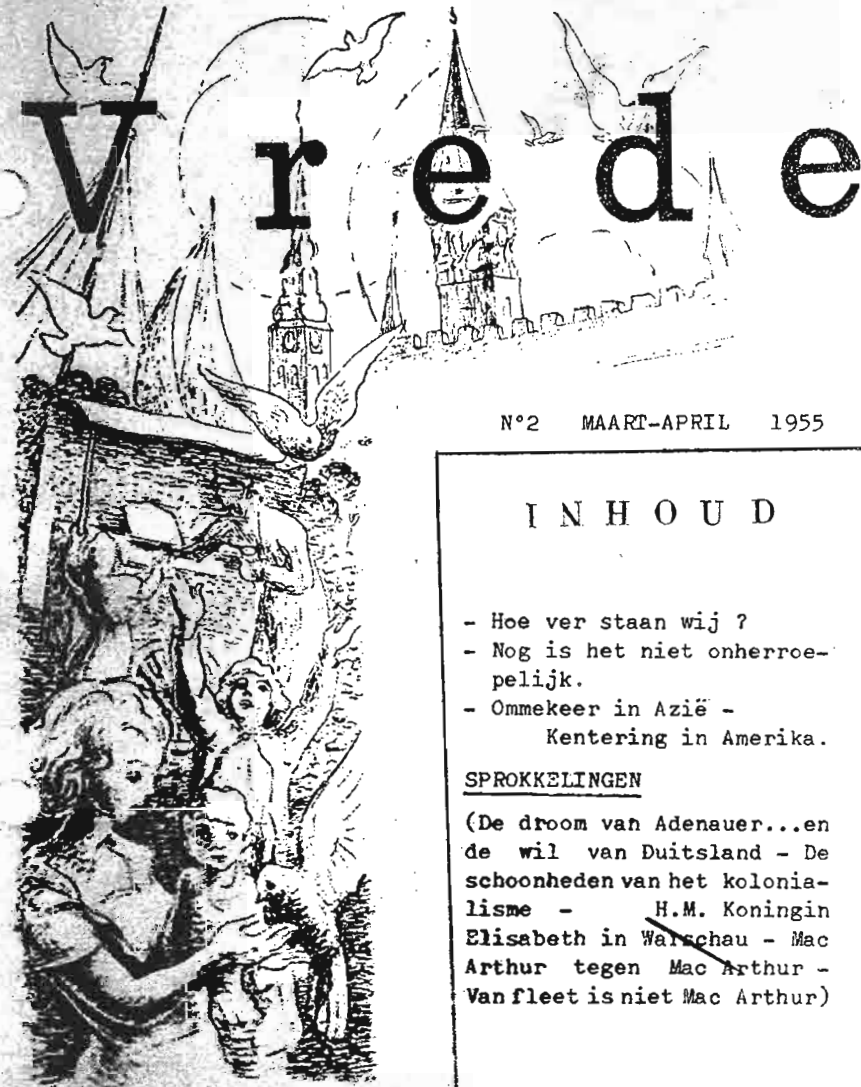 Vrede
N°2 MAART-APRIL 1955
INHOUD
- Hoe ver staan wij ?
- Nog is het niet onherroe-
pelijk.
- Ommekeer in Azië -
Kentering in Amerika.
SPROKKELINGEN
(De droom van Adenauer...en
de wil van Duitsland - De
schoonheden van het kolonia-
lisme - H.M. Koningin
Elisabeth in Warschau - Mac
Arthur tegen Mac Arthur -
Van fleet is niet Mac Arthur)